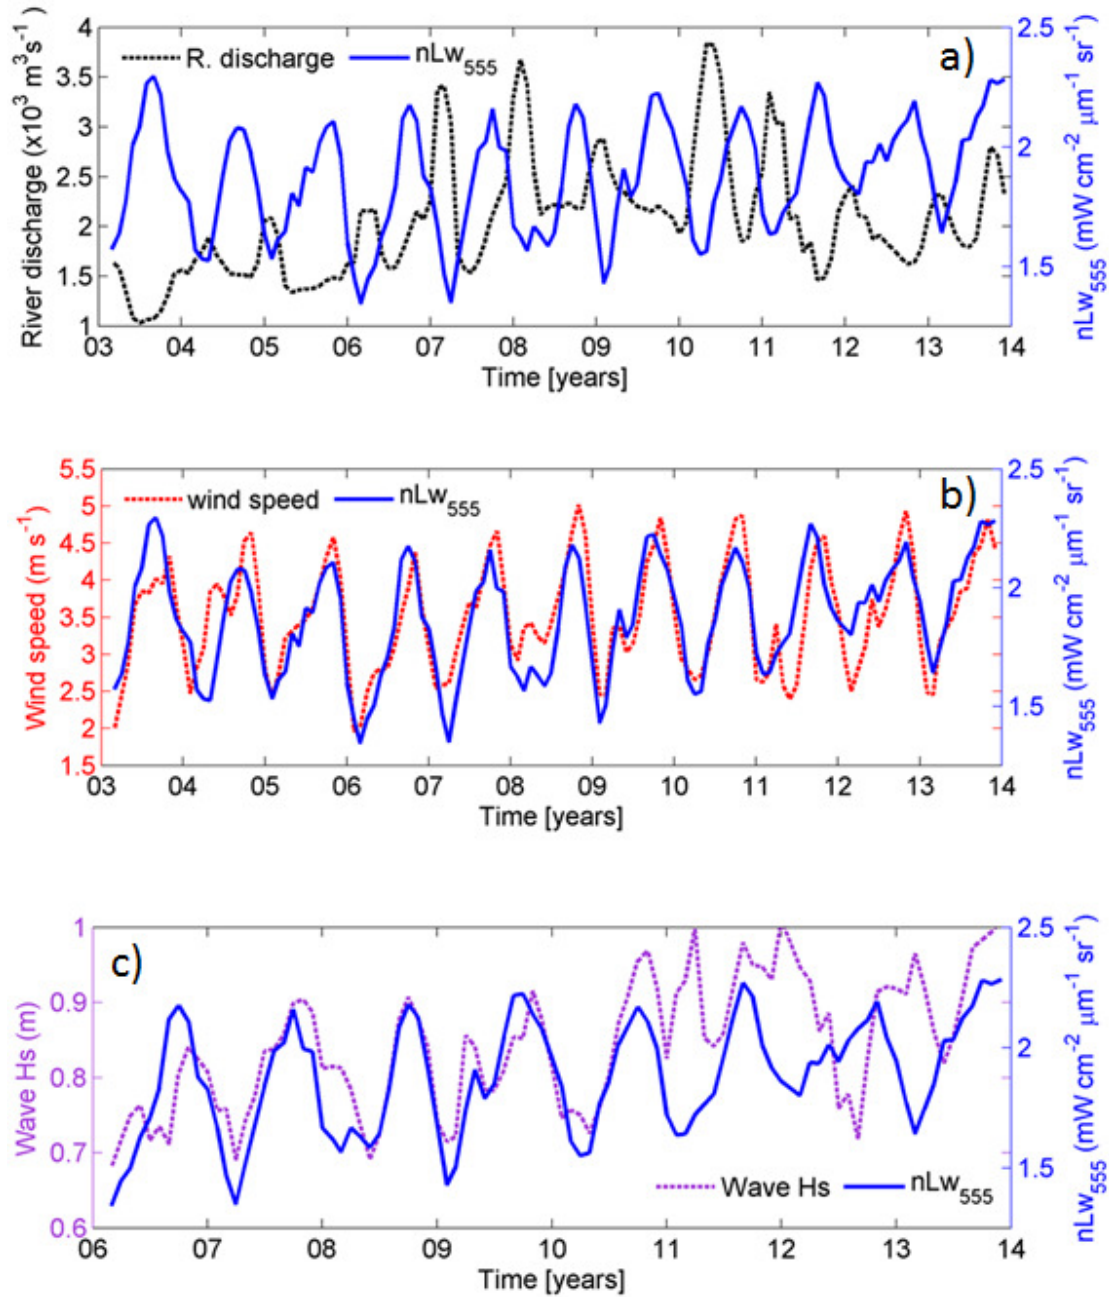 a)
R. discharge nLw555
River discharge (x10³ m³s⁻¹)
4
3.5
3
2.5
2
1.5
1
2.5
2
1.5
nLw555 (mW cm⁻² µm⁻¹ sr⁻¹)
03 04 05 06 07 08 09 10 11 12 13 14
Time [years]
b)
wind speed nLw555
Wind speed (m s⁻¹)
5.5
5
4.5
4
3.5
3
2.5
2
1.5
2.5
2
1.5
nLw555 (mW cm⁻² µm⁻¹ sr⁻¹)
03 04 05 06 07 08 09 10 11 12 13 14
Time [years]
c)
Wave Hs (m)
1
0.9
0.8
0.7
0.6
2.5
2
1.5
nLw555 (mW cm⁻² µm⁻¹ sr⁻¹)
Wave Hs nLw555
06 07 08 09 10 11 12 13 14
Time [years]